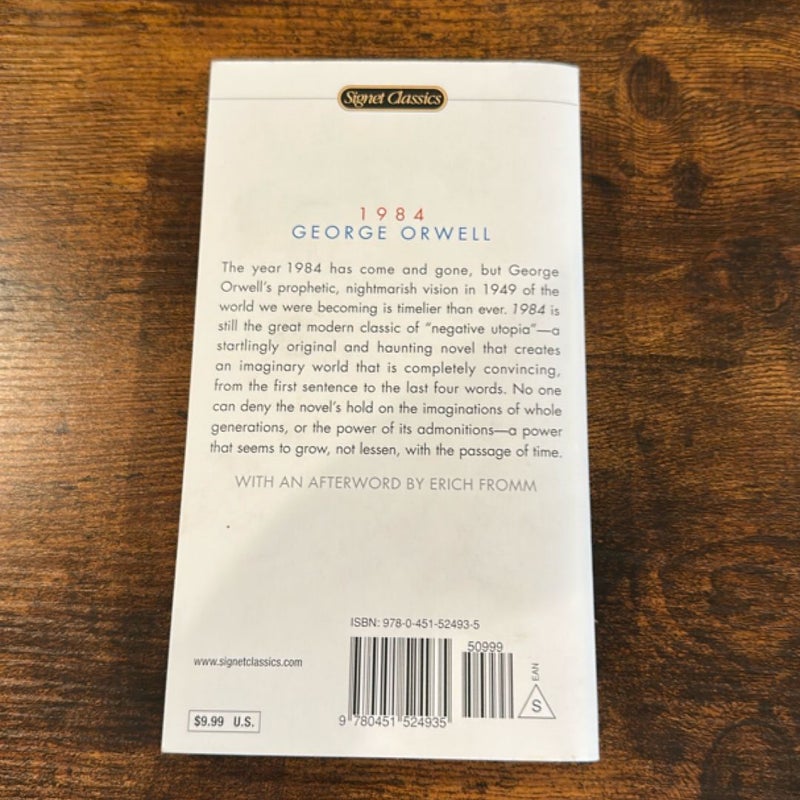 Signet Classics
1984
GEORGE ORWELL
The year 1984 has come and gone, but George
Orwell's prophetic, nightmarish vision in 1949 of the
world we were becoming is timelier than ever. 1984 is
still the great modern classic of “negative utopia”—a
startlingly original and haunting novel that creates
an imaginary world that is completely convincing,
from the first sentence to the last four words. No one
can deny the novel's hold on the imaginations of whole
generations, or the power of its admonitions—a power
that seems to grow, not lessen, with the passage of time.
WITH AN AFTERWORD BY ERICH FROMM
ISBN: 978-0-451-52493-5
50999
www.signetclassics.com
EAN
S
$9.99 U.S.
9 780451 524935